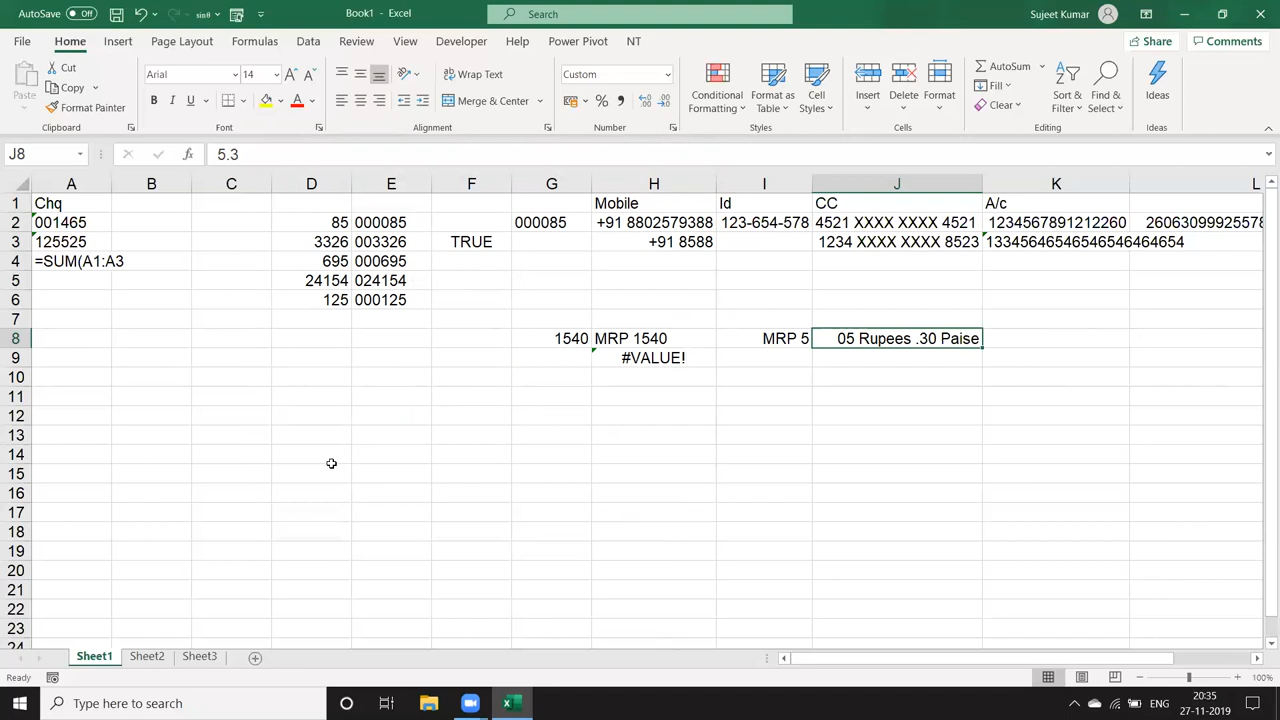 AutoSave Off Book1 - Excel Search Sujeet Kumar
File Home Insert Page Layout Formulas Data Review View Developer Help Power Pivot NT Share Comments
Cut Arial 14 Wrap Text Custom AutoSum
Paste Copy Conditional Formatting Format as Table Cell Styles Insert Delete Format Fill Sort & Filter Find & Select Ideas
Format Painter B I U A Merge & Center % Clear
Clipboard Font Alignment Number Styles Cells Editing Ideas
J8 fx 5.3
A B C D E F G H I J K L
1 Chq Mobile Id CC A/c
2 001465 85 000085 000085 +91 8802579388 123-654-578 4521 XXXX XXXX 4521 1234567891212260 26063099925578
3 125525 3326 003326 TRUE +91 8588 1234 XXXX XXXX 8523 13345646546546546464654
4 =SUM(A1:A3 695 000695
5 24154 024154
6 125 000125
7
8 1540 MRP 1540 MRP 5 05 Rupees .30 Paise
9 #VALUE!
10
11
12
13
14
15
16
17
18
19
20
21
22
23
24
Sheet1 Sheet2 Sheet3
Ready 100%
Type here to search ENG 20:35
27-11-2019